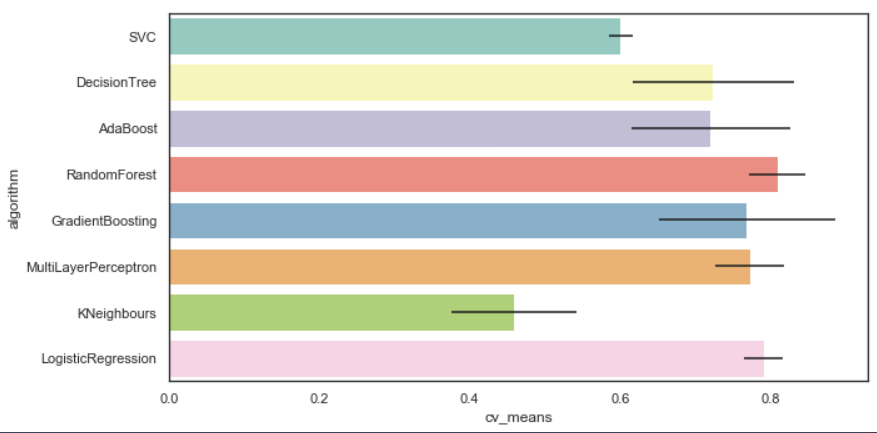 SVC
DecisionTree
AdaBoost
RandomForest
GradientBoosting
MultiLayerPerceptron
KNeighbours
LogisticRegression
algorithm
0.0 0.2 0.4 0.6 0.8
cv_means